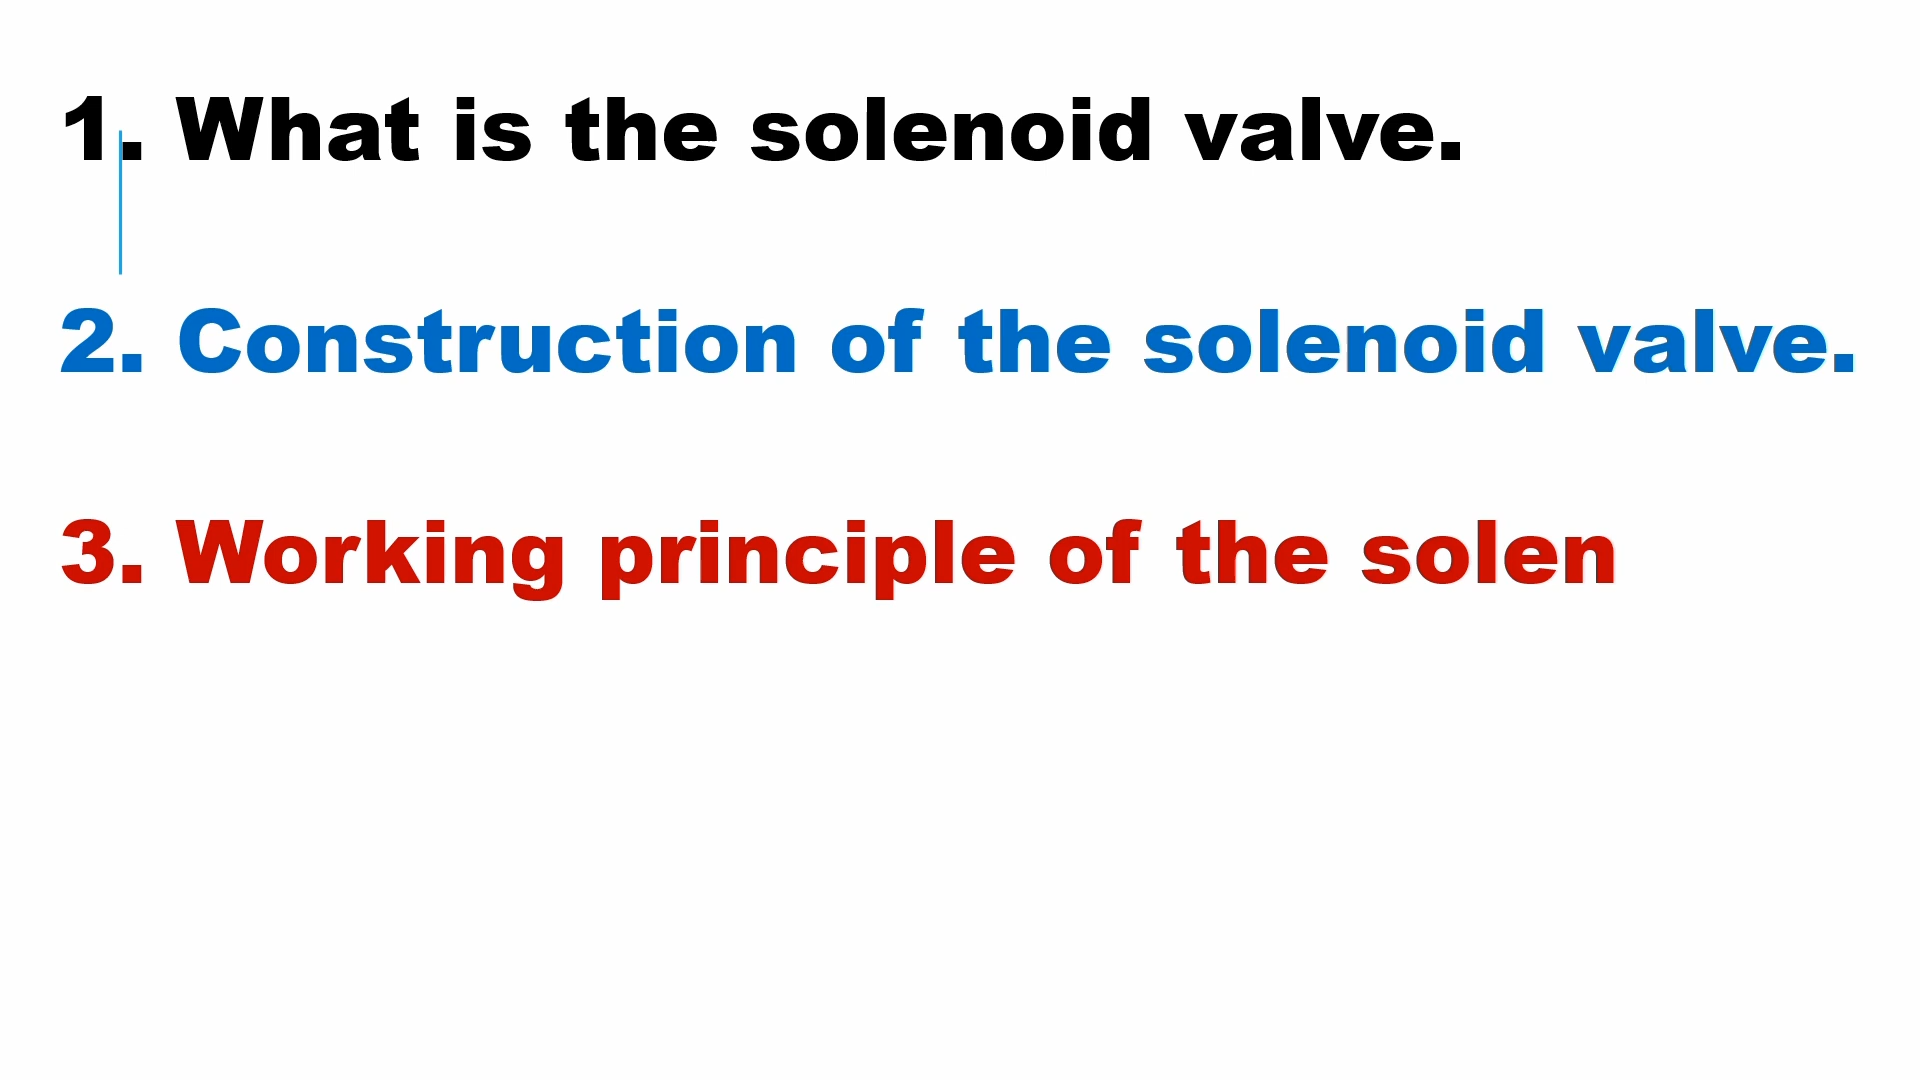 1. What is the solenoid valve.
2. Construction of the solenoid valve.
3. Working principle of the solen